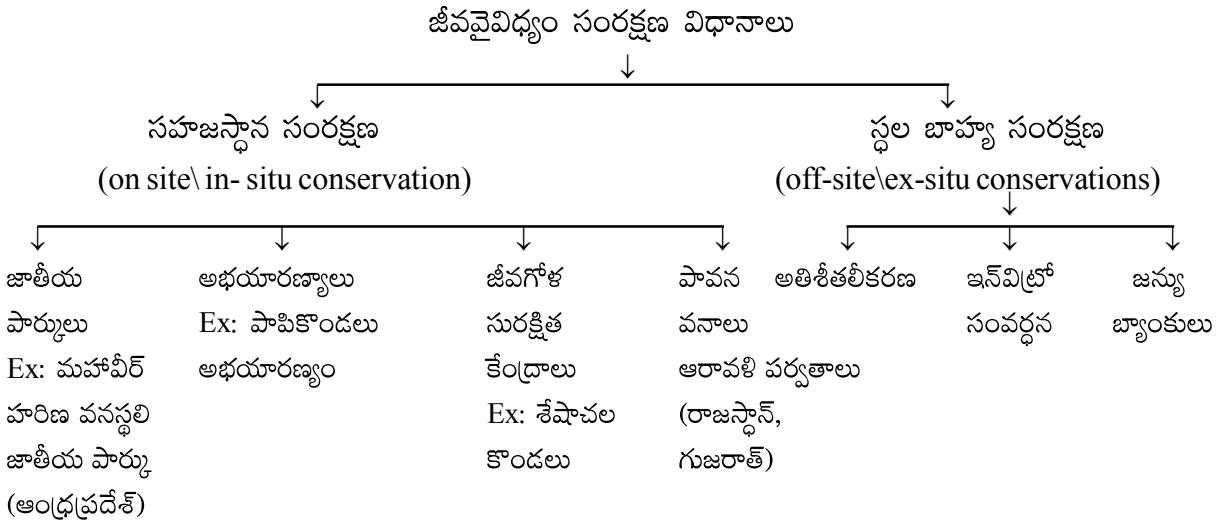 జీవవైవిధ్యం సంరక్షణ విధానాలు
సహజస్థాన సంరక్షణ
(on site\ in- situ conservation)
స్థల బాహ్య సంరక్షణ
(off-site\ex-situ conservations)
జాతీయ
పార్కులు
Ex: మహావీర్
హరిణ వనస్థలి
జాతీయ పార్కు
(ఆంధ్రప్రదేశ్)
అభయారణ్యాలు
Ex: పాపికొండలు
అభయారణ్యం
జీవగోళ
సురక్షిత
కేంద్రాలు
Ex: శేషాచల
కొండలు
పావన
వనాలు
ఆరావళి పర్వతాలు
(రాజస్థాన్,
గుజరాత్)
అతిశీతలీకరణ
ఇన్‌విట్రో
సంవర్ధన
జన్యు
బ్యాంకులు